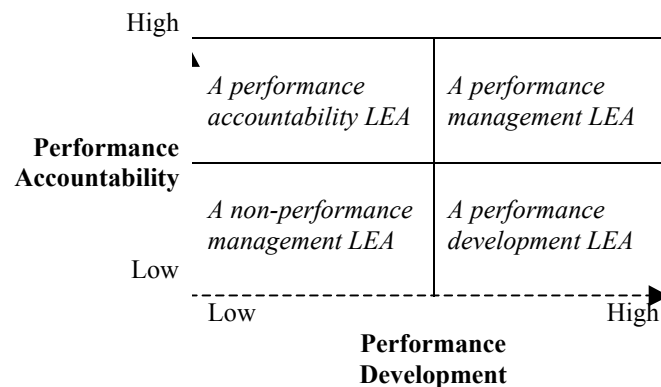 High
A performance
accountability LEA
A performance
management LEA
Performance
Accountability
A non-performance
management LEA
A performance
development LEA
Low
Low
High
Performance
Development